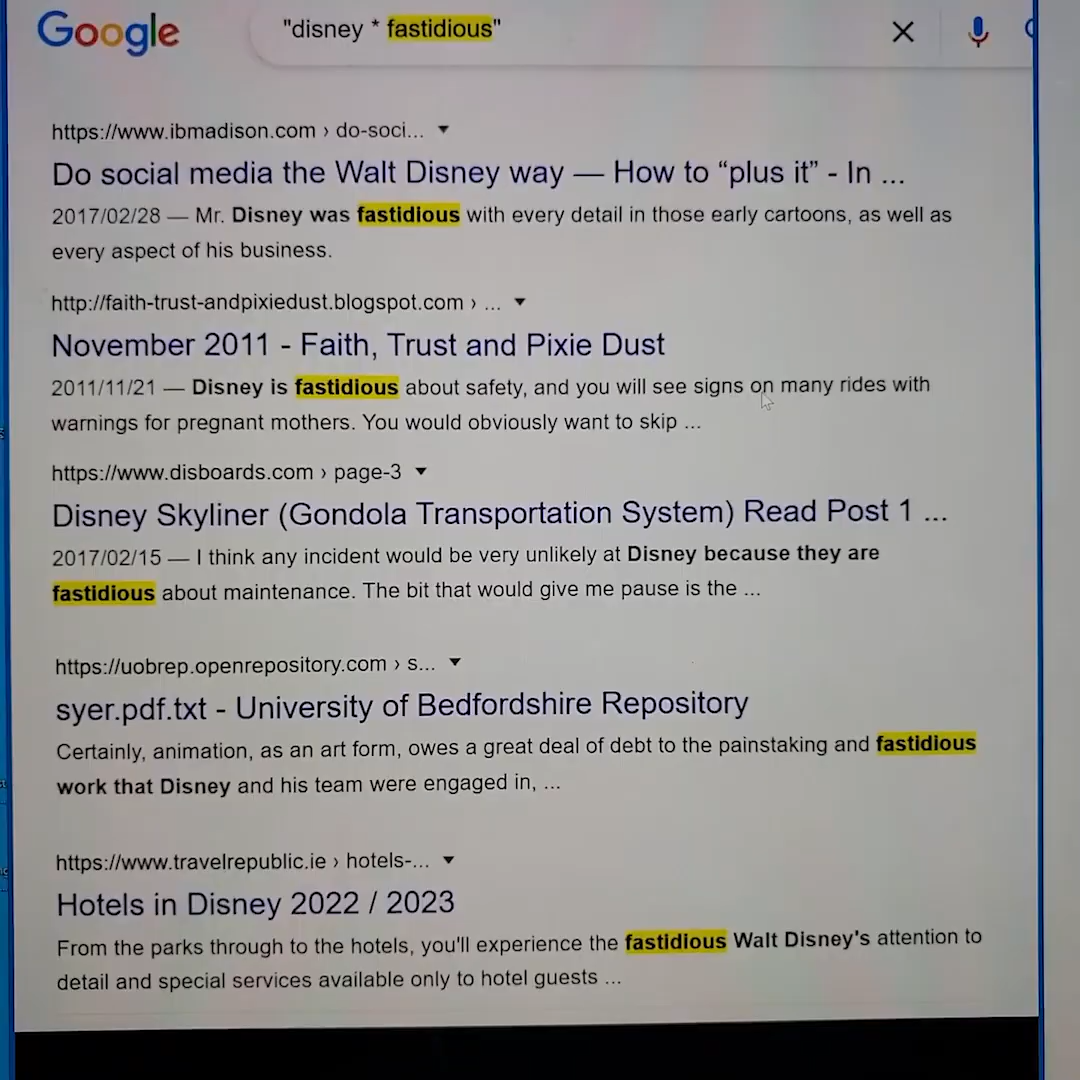 Google
"disney * fastidious"
https://www.ibmadison.com › do-soci...
Do social media the Walt Disney way — How to “plus it” - In ...
2017/02/28 — Mr. Disney was fastidious with every detail in those early cartoons, as well as
every aspect of his business.
http://faith-trust-andpixiedust.blogspot.com › ...
November 2011 - Faith, Trust and Pixie Dust
2011/11/21 — Disney is fastidious about safety, and you will see signs on many rides with
warnings for pregnant mothers. You would obviously want to skip ...
https://www.disboards.com › page-3
Disney Skyliner (Gondola Transportation System) Read Post 1 ...
2017/02/15 — I think any incident would be very unlikely at Disney because they are
fastidious about maintenance. The bit that would give me pause is the ...
https://uobrep.openrepository.com › s...
syer.pdf.txt - University of Bedfordshire Repository
Certainly, animation, as an art form, owes a great deal of debt to the painstaking and fastidious
work that Disney and his team were engaged in, ...
https://www.travelrepublic.ie › hotels-...
Hotels in Disney 2022 / 2023
From the parks through to the hotels, you'll experience the fastidious Walt Disney's attention to
detail and special services available only to hotel guests ...